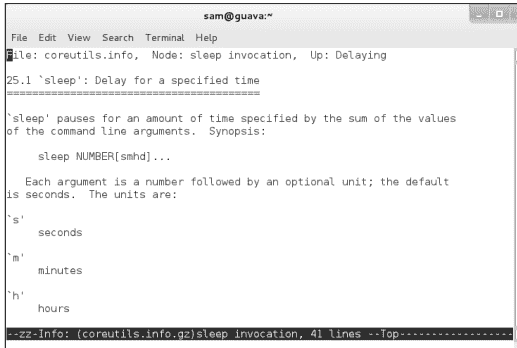 sam@guava:~
File Edit View Search Terminal Help
File: coreutils.info, Node: sleep invocation, Up: Delaying
25.1 `sleep': Delay for a specified time
========================================
`sleep' pauses for an amount of time specified by the sum of the values
of the command line arguments. Synopsis:
sleep NUMBER[smhd]...
Each argument is a number followed by an optional unit; the default
is seconds. The units are:
`s'
seconds
`m'
minutes
`h'
hours
--zz-Info: (coreutils.info.gz)sleep invocation, 41 lines --Top------------------